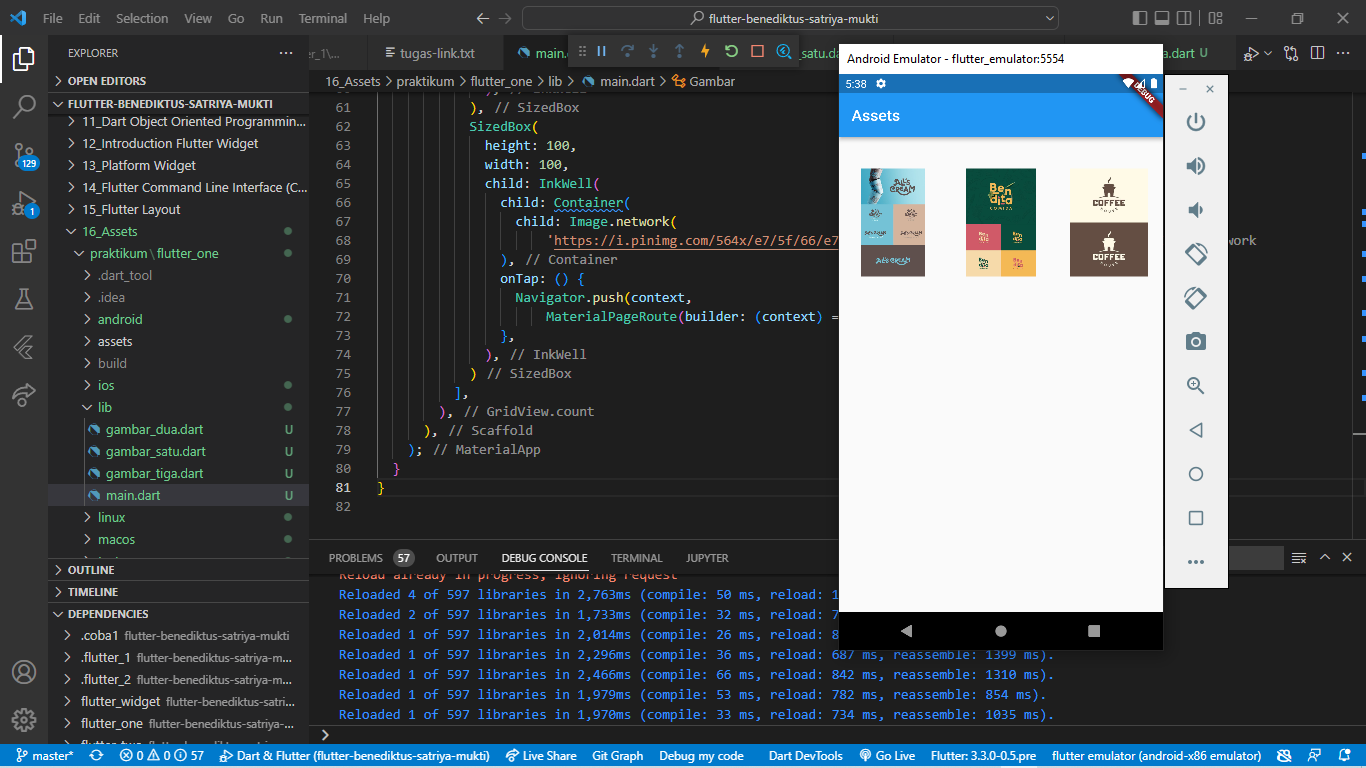 File Edit Selection View Go Run Terminal Help
flutter-benediktus-satriya-mukti
EXPLORER
OPEN EDITORS
FLUTTER-BENEDIKTUS-SATRIYA-MUKTI
11_Dart Object Oriented Programmin...
12_Introduction Flutter Widget
13_Platform Widget
14_Flutter Command Line Interface (C...
15_Flutter Layout
16_Assets
praktikum \ flutter_one
.dart_tool
.idea
android
assets
build
ios
lib
gambar_dua.dart U
gambar_satu.dart U
gambar_tiga.dart U
main.dart U
linux
macos
OUTLINE
TIMELINE
DEPENDENCIES
.coba1 flutter-benediktus-satriya-mukti
.flutter_1 flutter-benediktus-satriya-m...
.flutter_2 flutter-benediktus-satriya-m...
flutter_widget flutter-benediktus-satri...
flutter_one flutter-benediktus-satriya-...
129
1
er_1\... tugas-link.txt main.d satu.da a.dart U
16_Assets > praktikum > flutter_one > lib > main.dart > Gambar
61 ), // SizedBox
62 SizedBox(
63 height: 100,
64 width: 100,
65 child: InkWell(
66 child: Container(
67 child: Image.network(
68 'https://i.pinimg.com/564x/e7/5f/66/e7 work
69 ), // Container
70 onTap: () {
71 Navigator.push(context,
72 MaterialPageRoute(builder: (context) =
73 },
74 ), // InkWell
75 ) // SizedBox
76 ],
77 ), // GridView.count
78 ), // Scaffold
79 ); // MaterialApp
80 }
81 }
82
PROBLEMS 57 OUTPUT DEBUG CONSOLE TERMINAL JUPYTER
Reload already in progress, ignoring request
Reloaded 4 of 597 libraries in 2,763ms (compile: 50 ms, reload: 1
Reloaded 2 of 597 libraries in 1,733ms (compile: 32 ms, reload: 7
Reloaded 1 of 597 libraries in 2,014ms (compile: 26 ms, reload: 8
Reloaded 1 of 597 libraries in 2,296ms (compile: 36 ms, reload: 687 ms, reassemble: 1399 ms).
Reloaded 1 of 597 libraries in 2,466ms (compile: 66 ms, reload: 842 ms, reassemble: 1310 ms).
Reloaded 1 of 597 libraries in 1,979ms (compile: 53 ms, reload: 782 ms, reassemble: 854 ms).
Reloaded 1 of 597 libraries in 1,970ms (compile: 33 ms, reload: 734 ms, reassemble: 1035 ms).
Android Emulator - flutter_emulator:5554
5:38
DEBUG
Assets
Bendita
COFFEE
COFFEE
master* 0 0 57 Dart & Flutter (flutter-benediktus-satriya-mukti) Live Share Git Graph Debug my code Dart DevTools Go Live Flutter: 3.3.0-0.5.pre flutter emulator (android-x86 emulator)